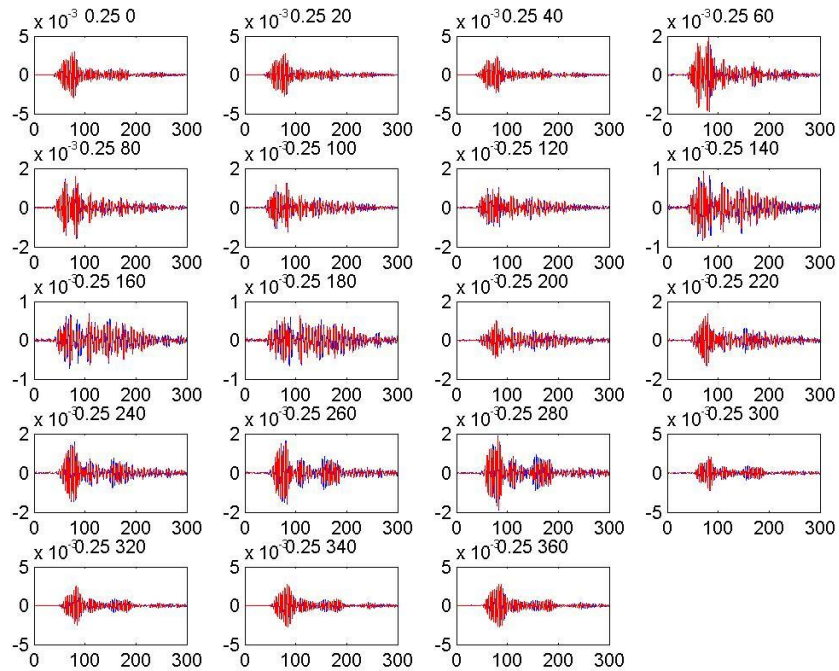 x 10-3 0.25 0 x 10-3 0.25 20 x 10-3 0.25 40 x 10-3 0.25 60
5 5 5 2
0 0 0 0
-5 -5 -5 -2
0 100 200 300 0 100 200 300 0 100 200 300 0 100 200 300
x 10-3 0.25 80 x 10-3 0.25 100 x 10-3 0.25 120 x 10-3 0.25 140
2 2 2 1
0 0 0 0
-2 -2 -2 -1
0 100 200 300 0 100 200 300 0 100 200 300 0 100 200 300
x 10-3 0.25 160 x 10-3 0.25 180 x 10-3 0.25 200 x 10-3 0.25 220
1 1 2 2
0 0 0 0
-1 -1 -2 -2
0 100 200 300 0 100 200 300 0 100 200 300 0 100 200 300
x 10-3 0.25 240 x 10-3 0.25 260 x 10-3 0.25 280 x 10-3 0.25 300
2 2 2 5
0 0 0 0
-2 -2 -2 -5
0 100 200 300 0 100 200 300 0 100 200 300 0 100 200 300
x 10-3 0.25 320 x 10-3 0.25 340 x 10-3 0.25 360
5 5 5
0 0 0
-5 -5 -5
0 100 200 300 0 100 200 300 0 100 200 300